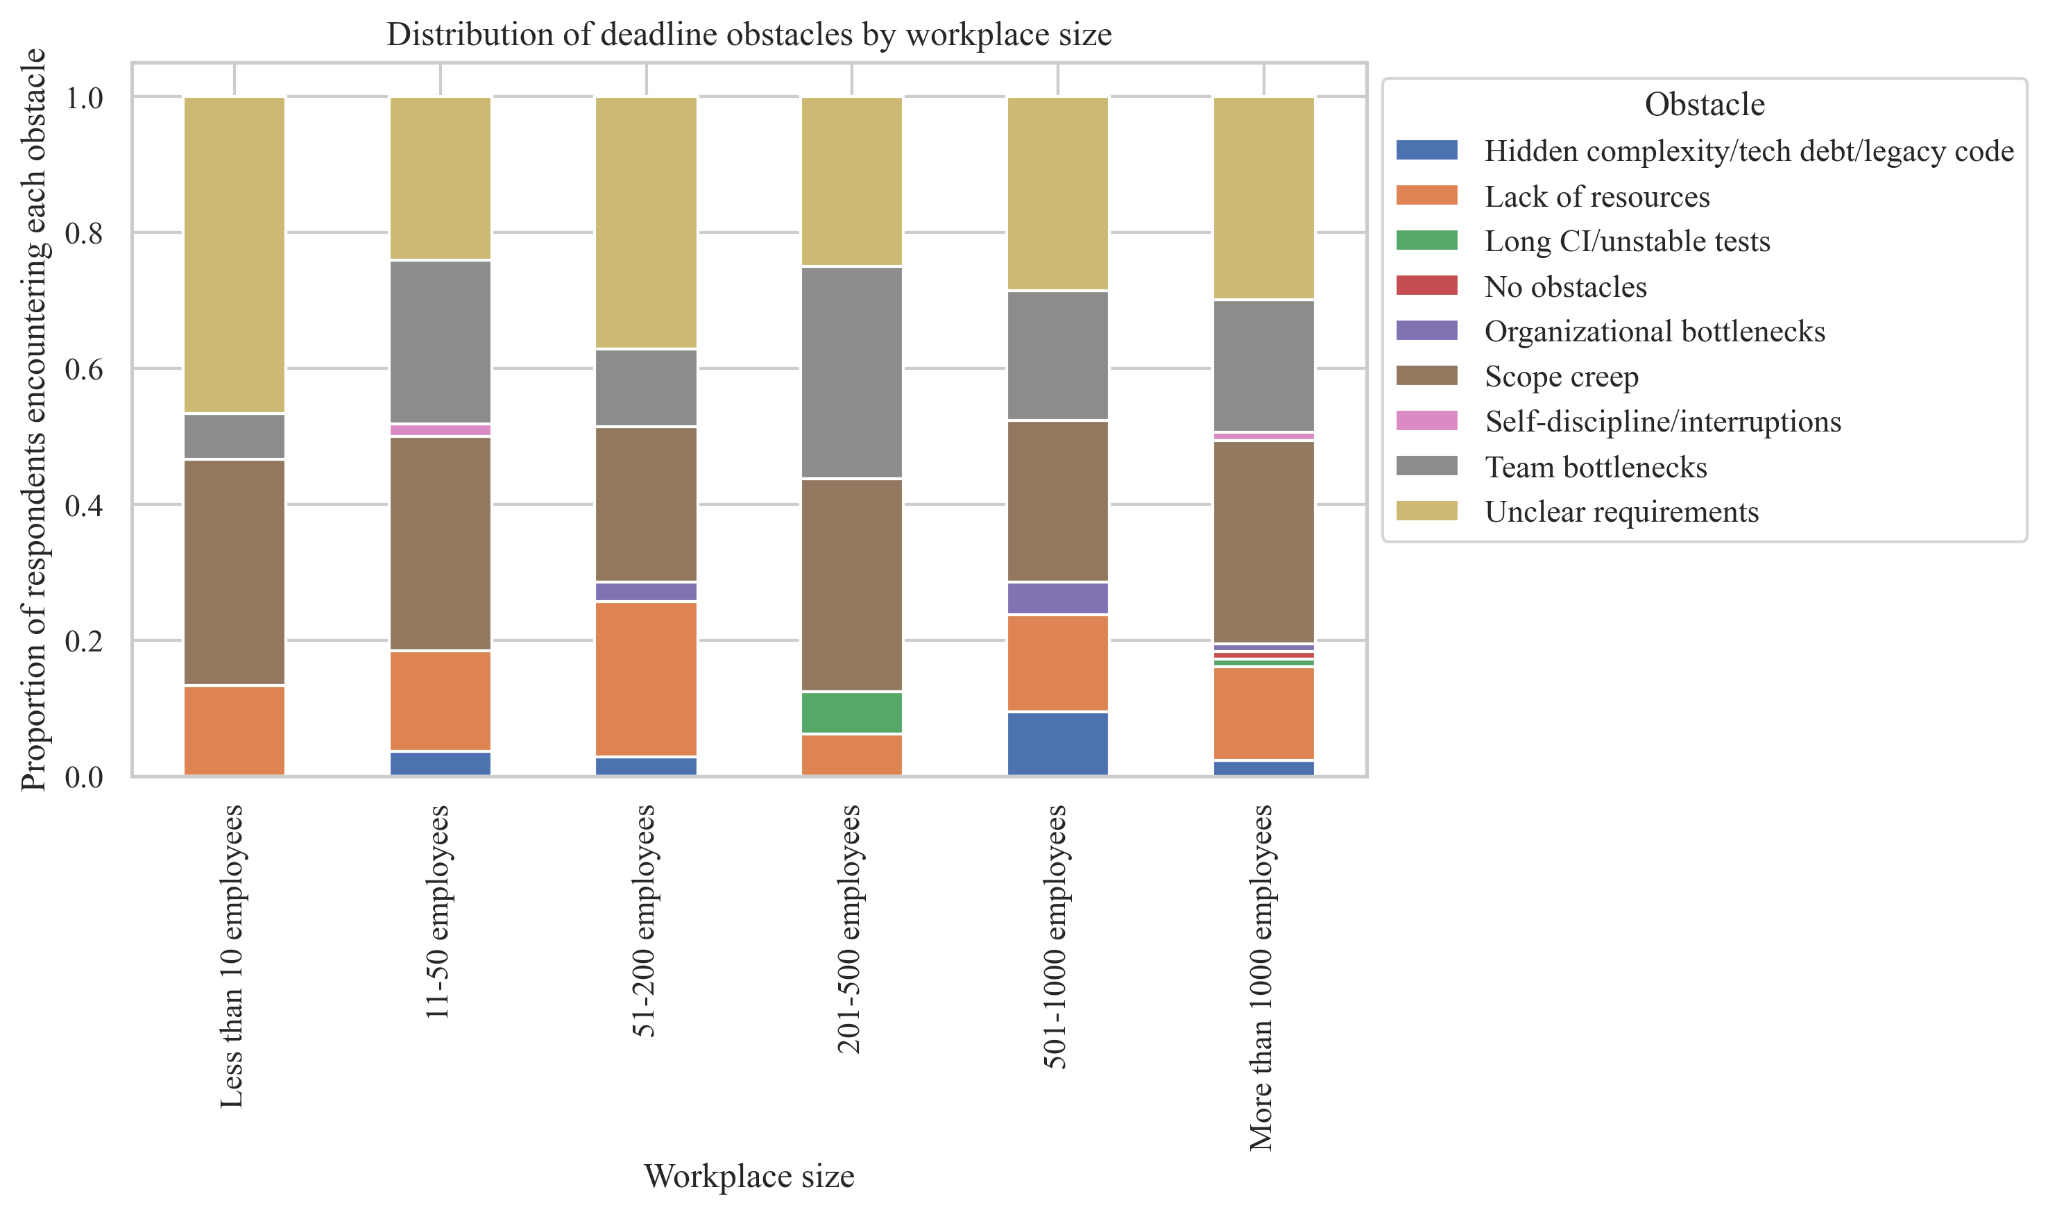 Distribution of deadline obstacles by workplace size
Proportion of respondents encountering each obstacle
1.0
0.8
0.6
0.4
0.2
0.0
Less than 10 employees
11-50 employees
51-200 employees
201-500 employees
501-1000 employees
More than 1000 employees
Workplace size
Obstacle
Hidden complexity/tech debt/legacy code
Lack of resources
Long CI/unstable tests
No obstacles
Organizational bottlenecks
Scope creep
Self-discipline/interruptions
Team bottlenecks
Unclear requirements